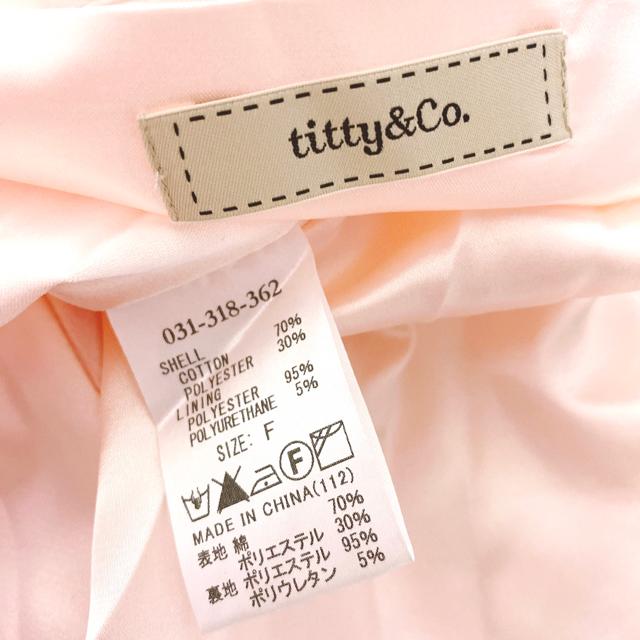 titty&Co.
031-318-362
SHELL
COTTON 70%
POLYESTER 30%
LINING
POLYESTER 95%
POLYURETHANE 5%
SIZE: F
F
MADE IN CHINA(112)
表地 綿 70%
ポリエステル 30%
裏地 ポリエステル 95%
ポリウレタン 5%